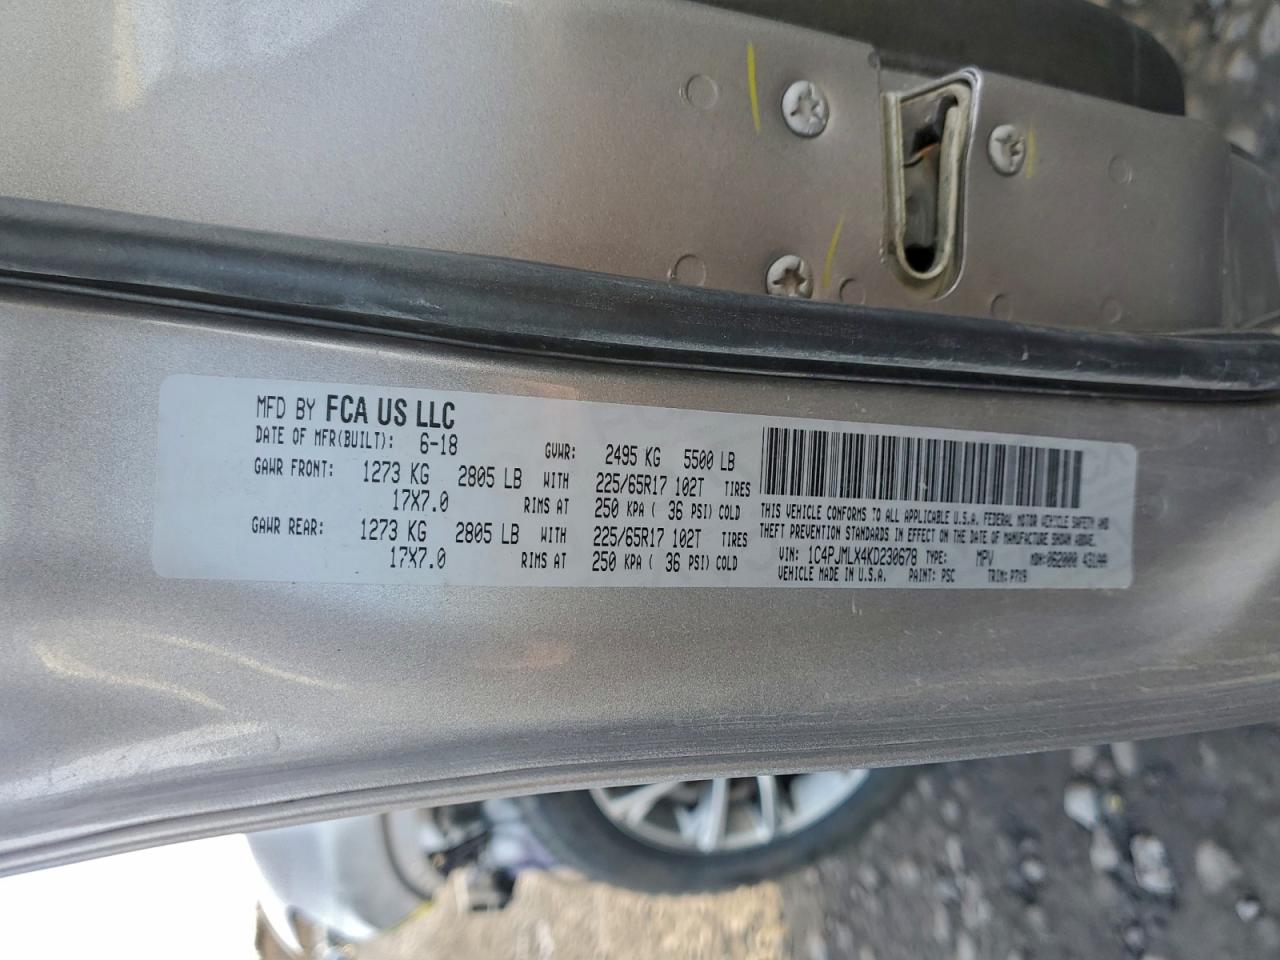 MFD BY FCA US LLC
DATE OF MFR(BUILT): 6-18 GVWR: 2495 KG 5500 LB
GAWR FRONT: 1273 KG 2805 LB WITH 225/65R17 102T TIRES
17X7.0 RIMS AT 250 KPA ( 36 PSI) COLD
GAWR REAR: 1273 KG 2805 LB WITH 225/65R17 102T TIRES
17X7.0 RIMS AT 250 KPA ( 36 PSI) COLD
THIS VEHICLE CONFORMS TO ALL APPLICABLE U.S.A. FEDERAL MOTOR VEHICLE SAFETY AND
THEFT PREVENTION STANDARDS IN EFFECT ON THE DATE OF MANUFACTURE SHOWN ABOVE.
VIN: 1C4PJMLX4KD230678 TYPE: MPV MDH:062000 431AA
VEHICLE MADE IN U.S.A. PAINT: PSC TRIM: